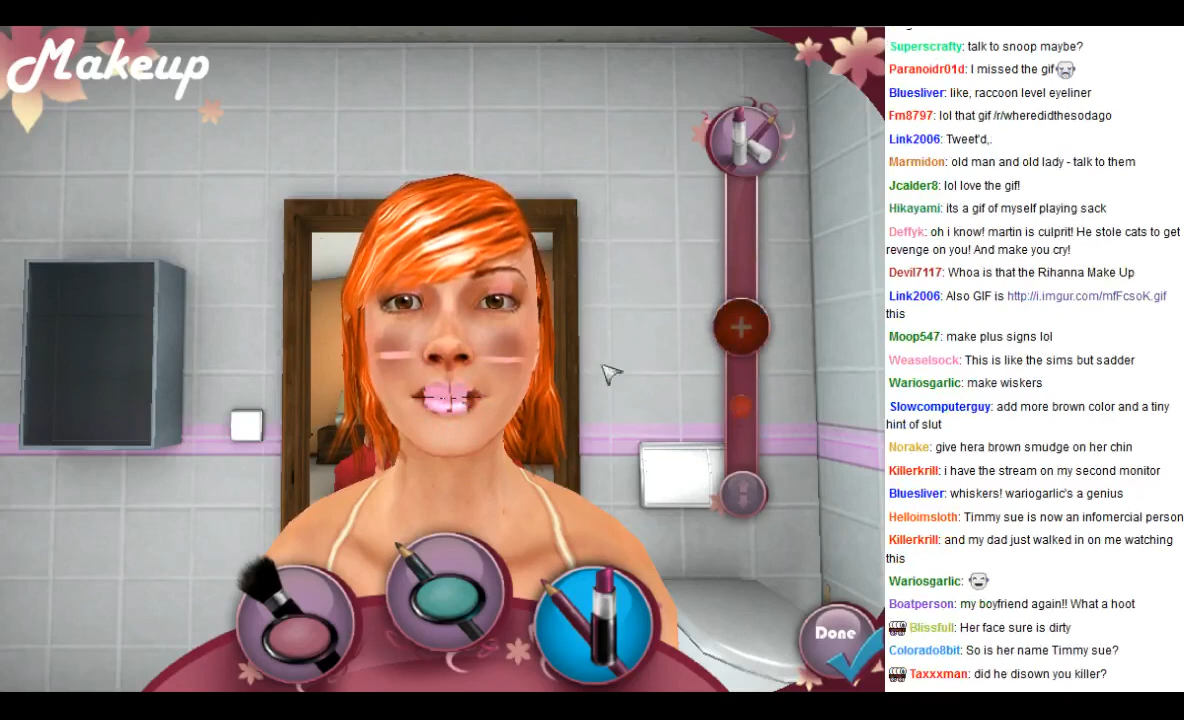 Makeup
Done
Superscrafty: talk to snoop maybe?
Paranoidr01d: I missed the gif
Bluesliver: like, raccoon level eyeliner
Fm8797: lol that gif /r/wheredidthesodago
Link2006: Tweet'd,.
Marmidon: old man and old lady - talk to them
Jcalder8: lol love the gif!
Hikayami: its a gif of myself playing sack
Deffyk: oh i know! martin is culprit! He stole cats to get
revenge on you! And make you cry!
Devil7117: Whoa is that the Rihanna Make Up
Link2006: Also GIF is http://i.imgur.com/mfFcsoK.gif
this
Moop547: make plus signs lol
Weaselsock: This is like the sims but sadder
Wariosgarlic: make wiskers
Slowcomputerguy: add more brown color and a tiny
hint of slut
Norake: give hera brown smudge on her chin
Killerkrill: i have the stream on my second monitor
Bluesliver: whiskers! wariogarlic's a genius
Helloimsloth: Timmy sue is now an infomercial person
Killerkrill: and my dad just walked in on me watching
this
Wariosgarlic:
Boatperson: my boyfriend again!! What a hoot
Blissfull: Her face sure is dirty
Colorado8bit: So is her name Timmy sue?
Taxxxman: did he disown you killer?